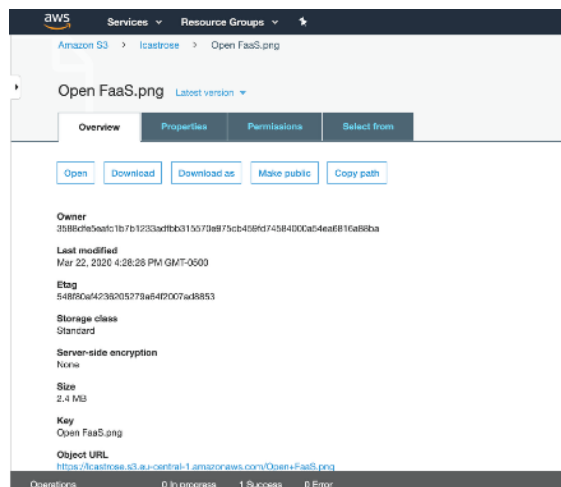 aws Services Resource Groups
Amazon S3 > lcastrose > Open FaaS.png
Open FaaS.png Latest version
Overview Properties Permissions Select from
Open Download Download as Make public Copy path
Owner
Last modified
Mar 22, 2020 4:28:28 PM GMT-0500
Etag
Storage class
Standard
Server-side encryption
None
Size
2.4 MB
Key
Open FaaS.png
Object URL
https://lcastrose.s3.eu-central-1.amazonaws.com/Open+FaaS.png
Operations 0 In progress 1 Success 0 Error